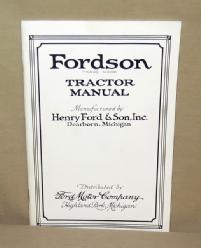 Fordson
TRACTOR
MANUAL
Manufactured by
Henry Ford & Son, Inc.
Dearborn, Michigan
Distributed by
Ford Motor Company
Highland Park, Michigan